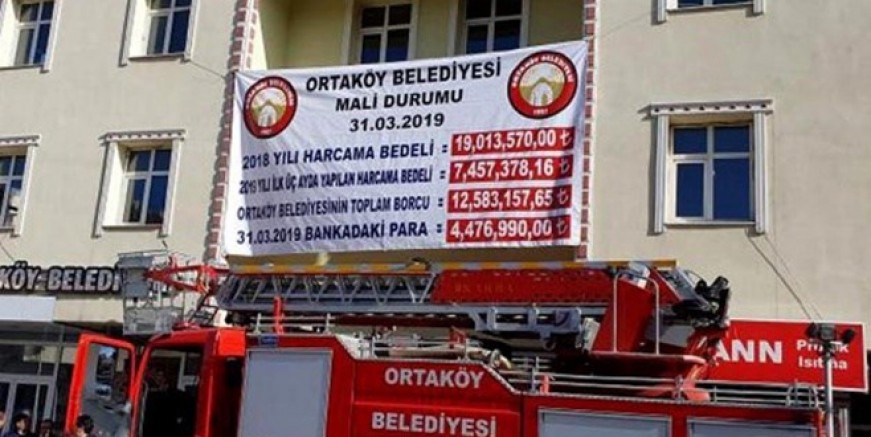 ORTAKÖY BELEDİYESİ
MALİ DURUMU
31.03.2019
2018 YILI HARCAMA BEDELİ = 19,013,570,00 ₺
2019 YILI İLK ÜÇ AYDA YAPILAN HARCAMA BEDELİ = 7,457,378,16 ₺
ORTAKÖY BELEDİYESİNİN TOPLAM BORCU = 12,583,157,65 ₺
31.03.2019 BANKADAKİ PARA = 4,476,990,00 ₺
KÖY BELEDİ
ANN
ORTAKÖY
BELEDİYESİ